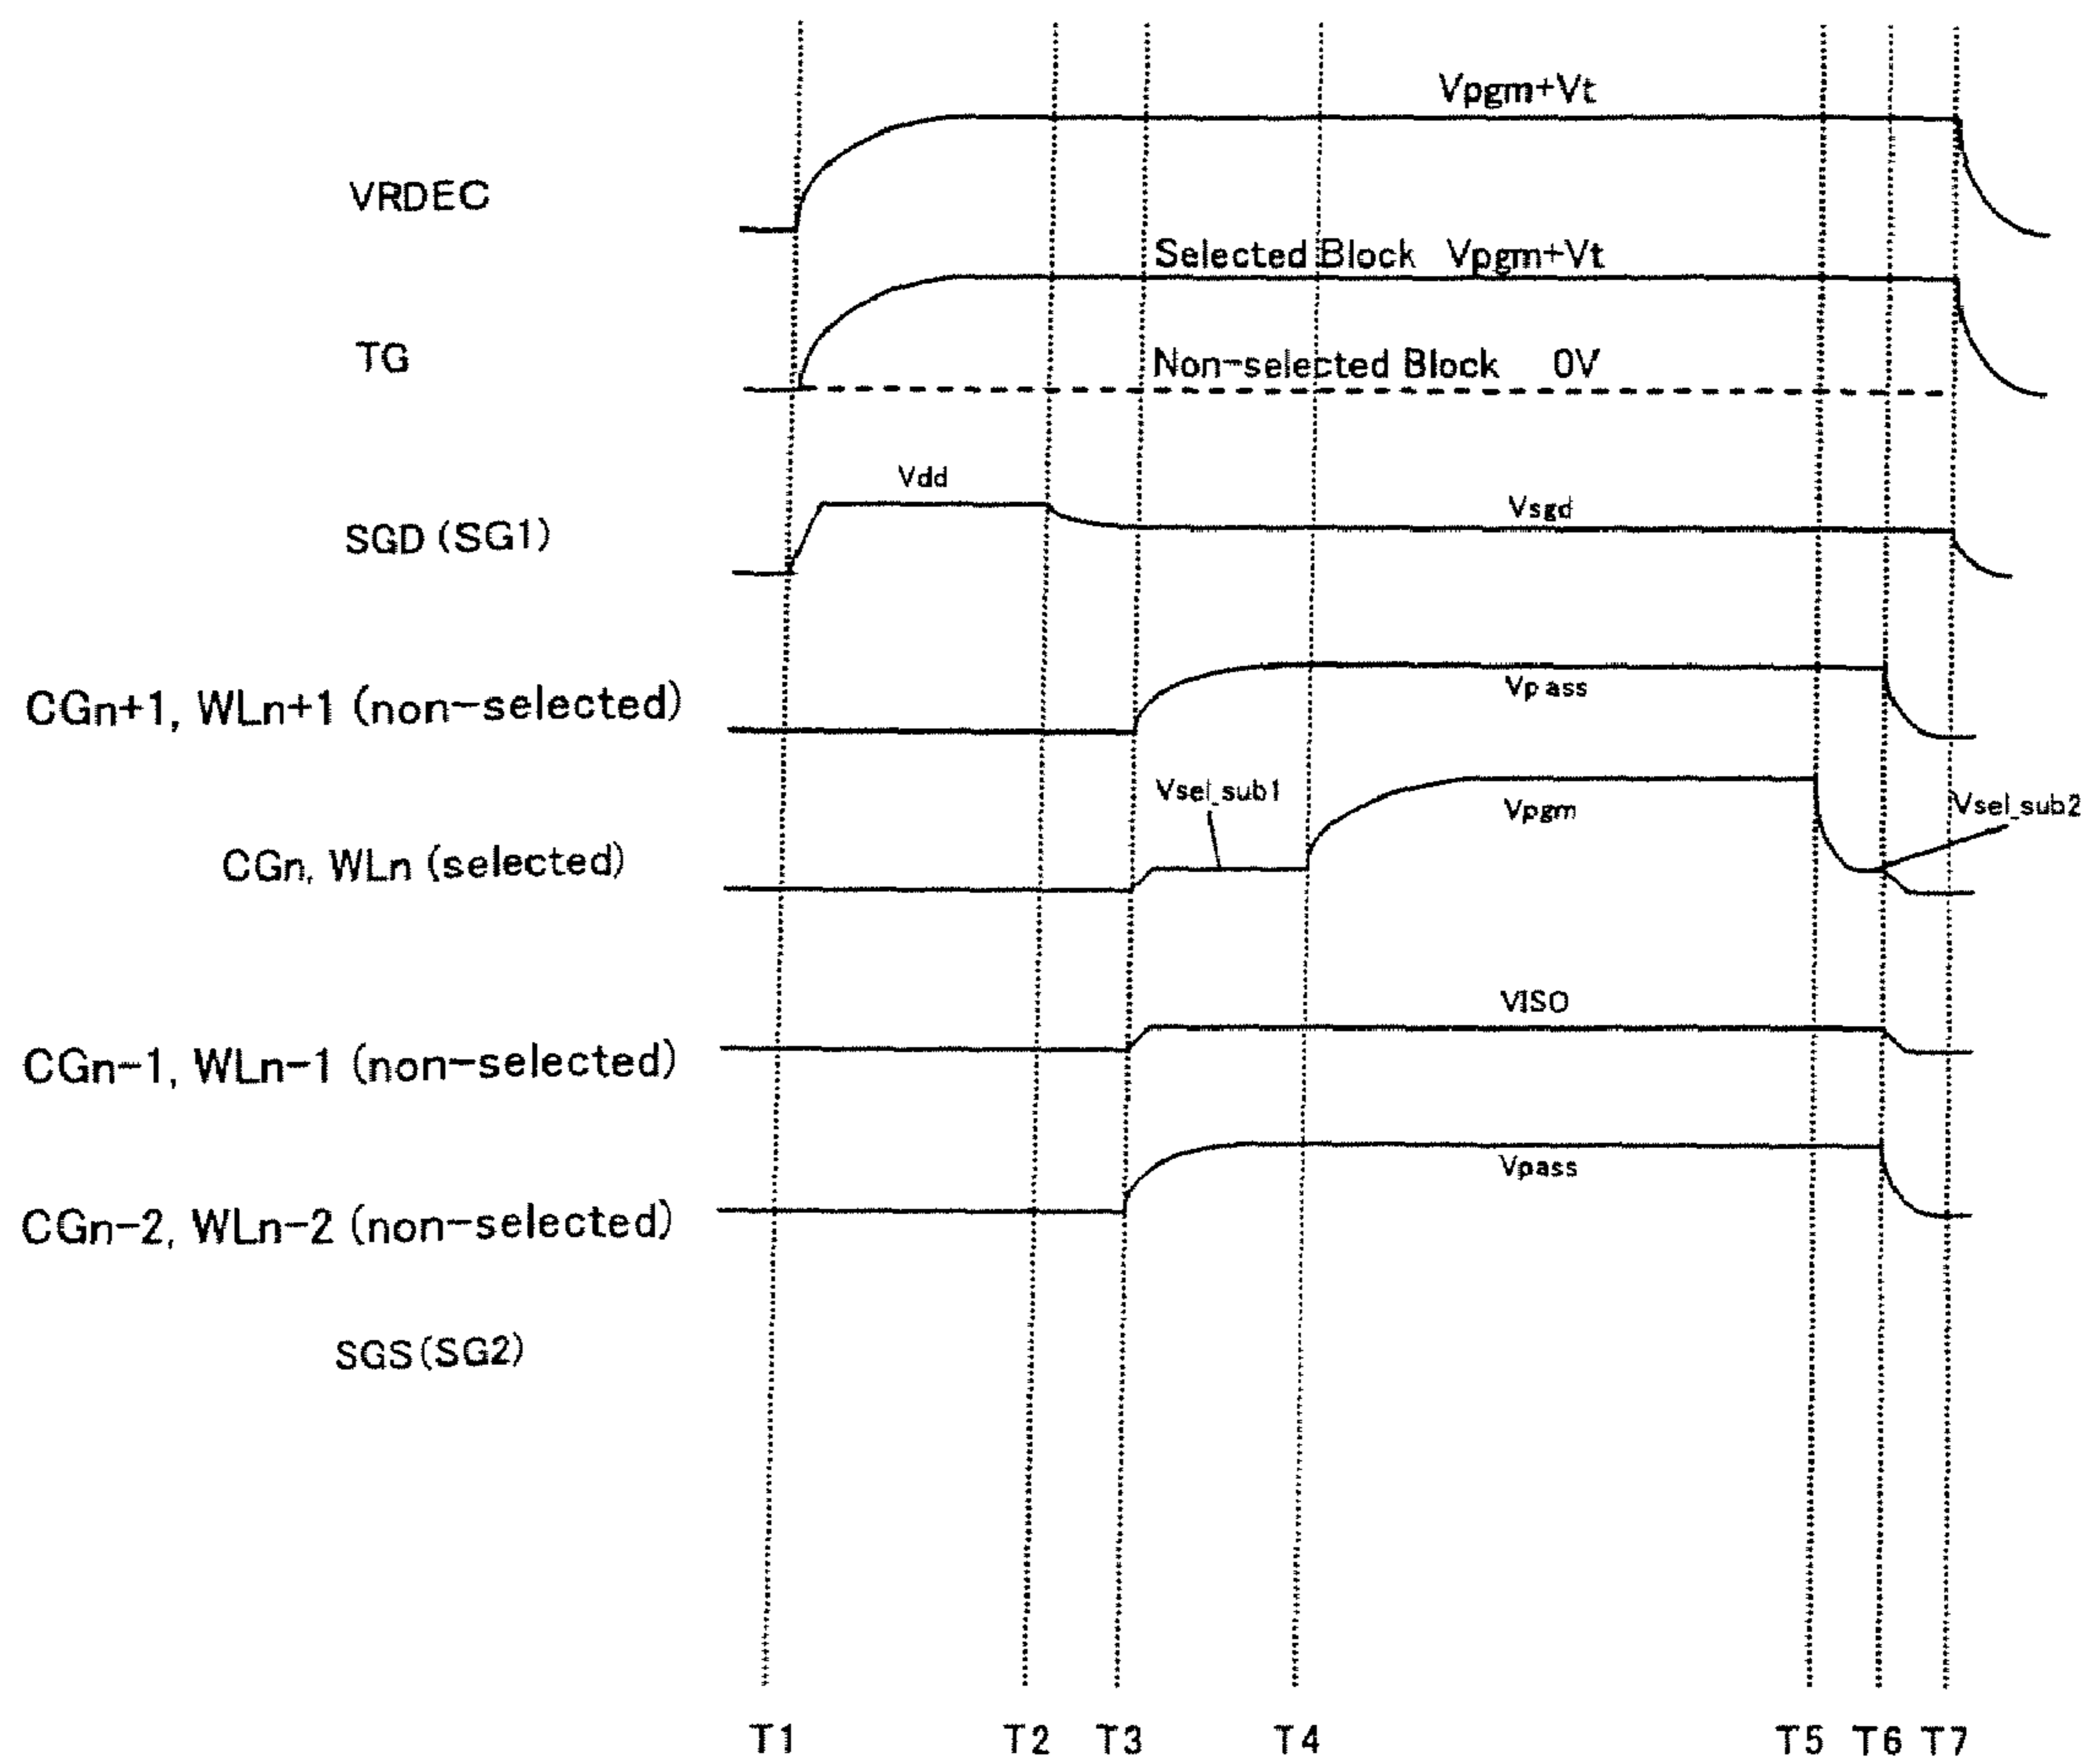 Vpgm+Vt
VRDEC
Selected Block Vpgm+Vt
TG
Non-selected Block 0V
Vdd
SGD (SG1)
Vsgd
CGn+1, WLn+1 (non-selected)
Vpass
Vsel_sub1
Vpgm
Vsel_sub2
CGn, WLn (selected)
VISO
CGn-1, WLn-1 (non-selected)
Vpass
CGn-2, WLn-2 (non-selected)
SGS(SG2)
T1 T2 T3 T4 T5 T6 T7